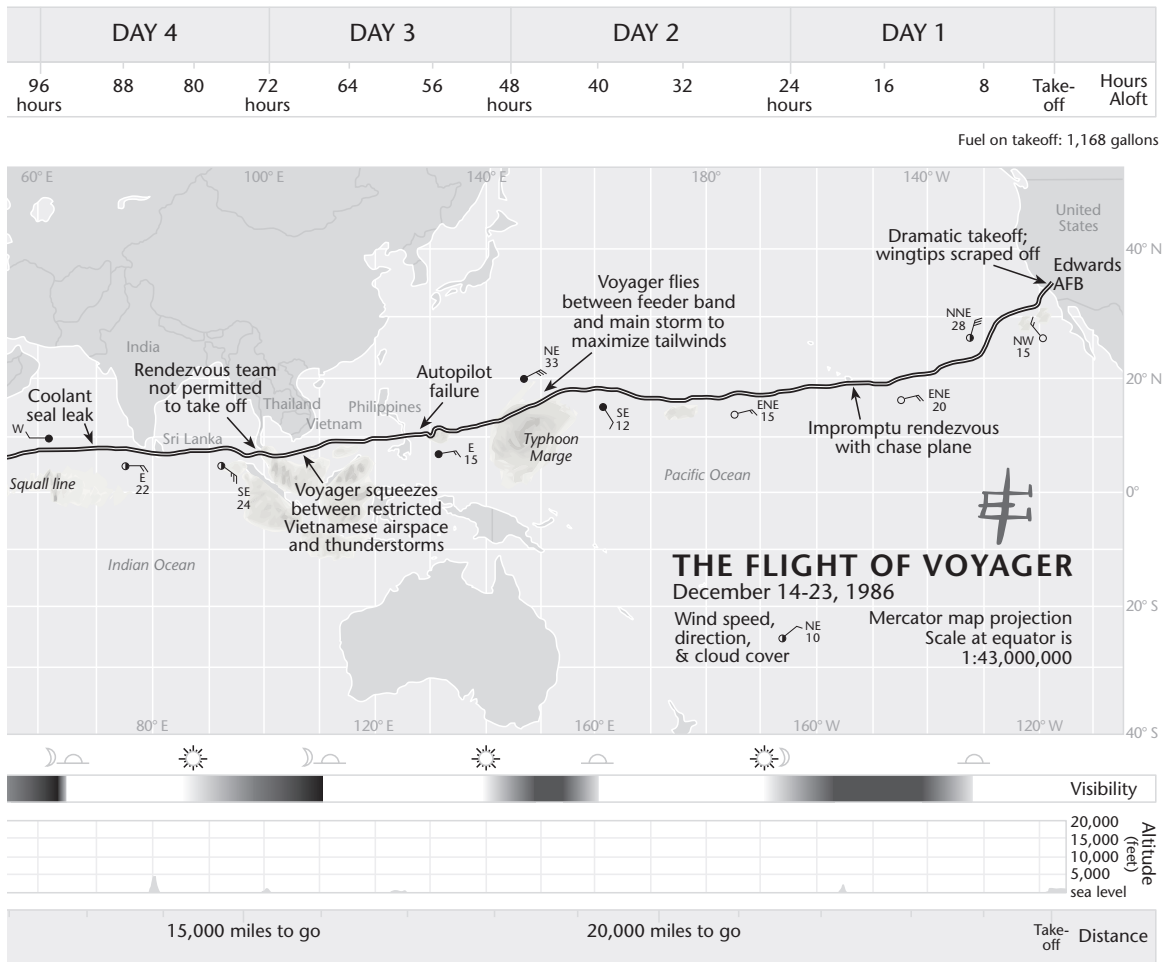 DAY 4
DAY 3
DAY 2
DAY 1
96
hours
88
80
72
hours
64
56
48
hours
40
32
24
hours
16
8
Take-
off
Hours
Aloft
Fuel on takeoff: 1,168 gallons
60° E
100° E
140° E
180°
140° W
United
States
40° N
Dramatic takeoff;
wingtips scraped off
Edwards
AFB
Voyager flies
between feeder band
and main storm to
maximize tailwinds
NNE
28
NW
15
India
Rendezvous team
not permitted
to take off
NE
33
Autopilot
failure
20° N
Coolant
seal leak
Thailand
Philippines
Vietnam
ENE
20
ENE
15
SE
12
W
Sri Lanka
Typhoon
Marge
Impromptu rendezvous
with chase plane
E
15
Squall line
E
22
SE
24
Voyager squeezes
between restricted
Vietnamese airspace
and thunderstorms
Pacific Ocean
0°
Indian Ocean
THE FLIGHT OF VOYAGER
December 14-23, 1986
Wind speed,
direction,
& cloud cover
NE
10
Mercator map projection
Scale at equator is
1:43,000,000
20° S
80° E
120° E
160° E
160° W
120° W
40° S
Visibility
20,000
15,000
10,000
5,000
sea level
Altitude
(feet)
15,000 miles to go
20,000 miles to go
Take-
off
Distance